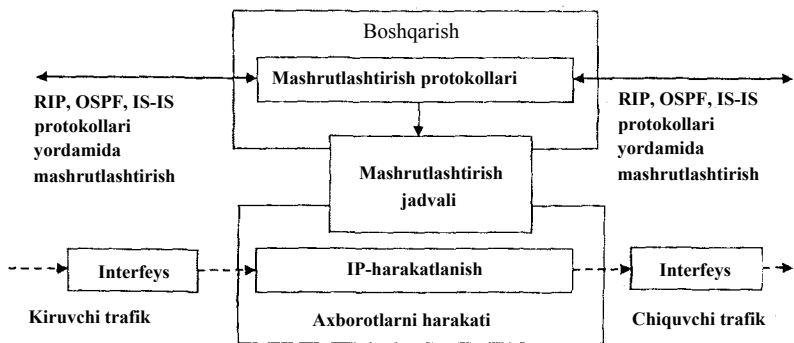 Boshqarish
Mashrutlashtirish protokollari
RIP, OSPF, IS-IS
protokollari
yordamida
mashrutlashtirish
RIP, OSPF, IS-IS
protokollari
yordamida
mashrutlashtirish
Mashrutlashtirish
jadvali
Interfeys
IP-harakatlanish
Interfeys
Kiruvchi trafik
Axborotlarni harakati
Chiquvchi trafik